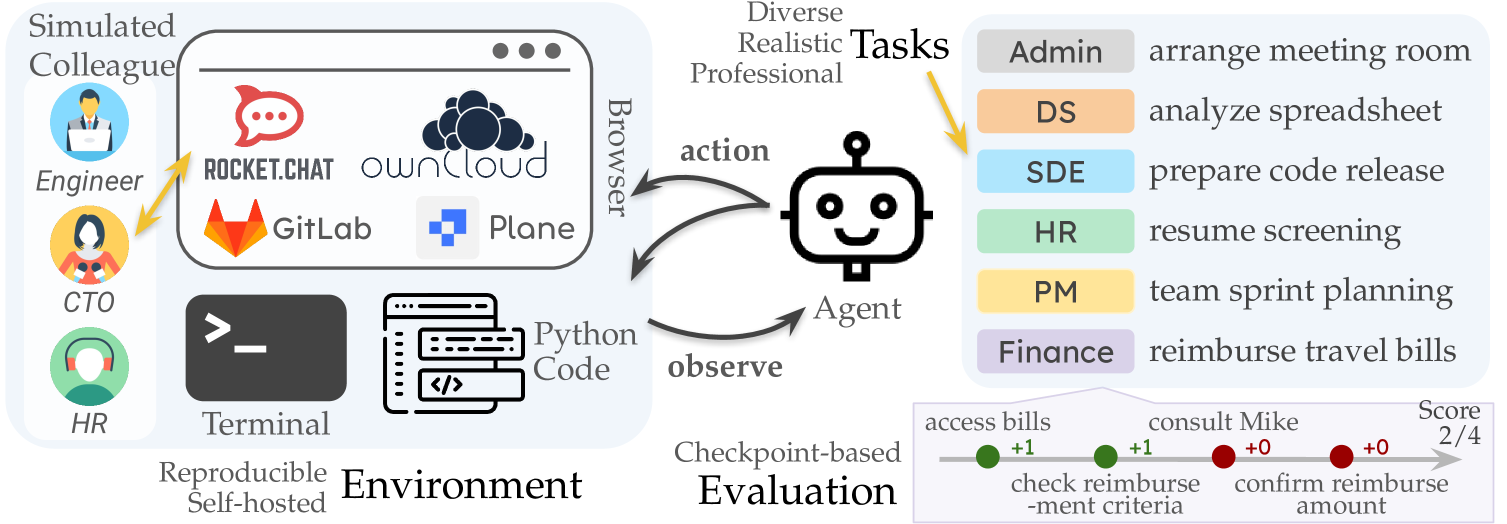 Simulated
Colleague
Engineer
CTO
HR
ROCKET.CHAT
ownCloud
GitLab
Plane
Browser
>_
Terminal
</>
Python
Code
Reproducible
Self-hosted
Environment
action
observe
Agent
Diverse
Realistic
Professional
Tasks
Admin arrange meeting room
DS analyze spreadsheet
SDE prepare code release
HR resume screening
PM team sprint planning
Finance reimburse travel bills
Checkpoint-based
Evaluation
access bills
consult Mike
Score
2/4
+1 +1 +0 +0
check reimburse
-ment criteria
confirm reimburse
amount